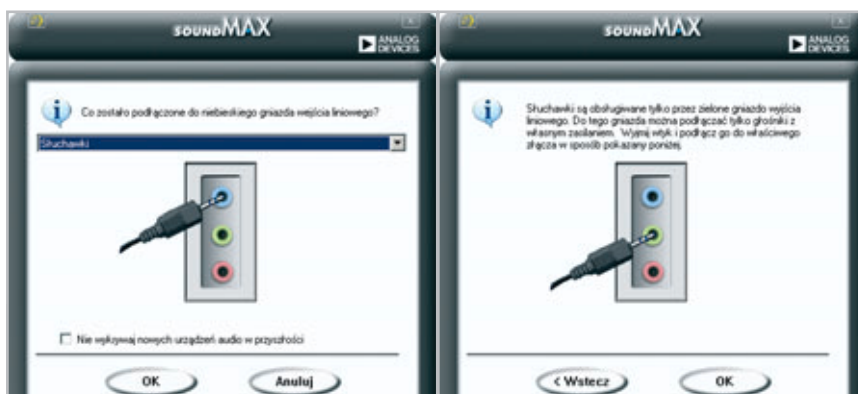 SOUNDMAX
ANALOG
DEVICES
Co zostało podłączone do niebieskiego gniazda wejścia liniowego?
Słuchawki
Nie wykrywaj nowych urządzeń audio w przyszłości
OK
Anuluj
SOUNDMAX
ANALOG
DEVICES
Słuchawki są obsługiwane tylko przez zielone gniazdo wyjścia
liniowego. Do tego gniazda można podłączać tylko głośniki z
własnym zasilaniem. Wyjmij wtyk i podłącz go do właściwego
złącza w sposób pokazany poniżej.
< Wstecz
OK